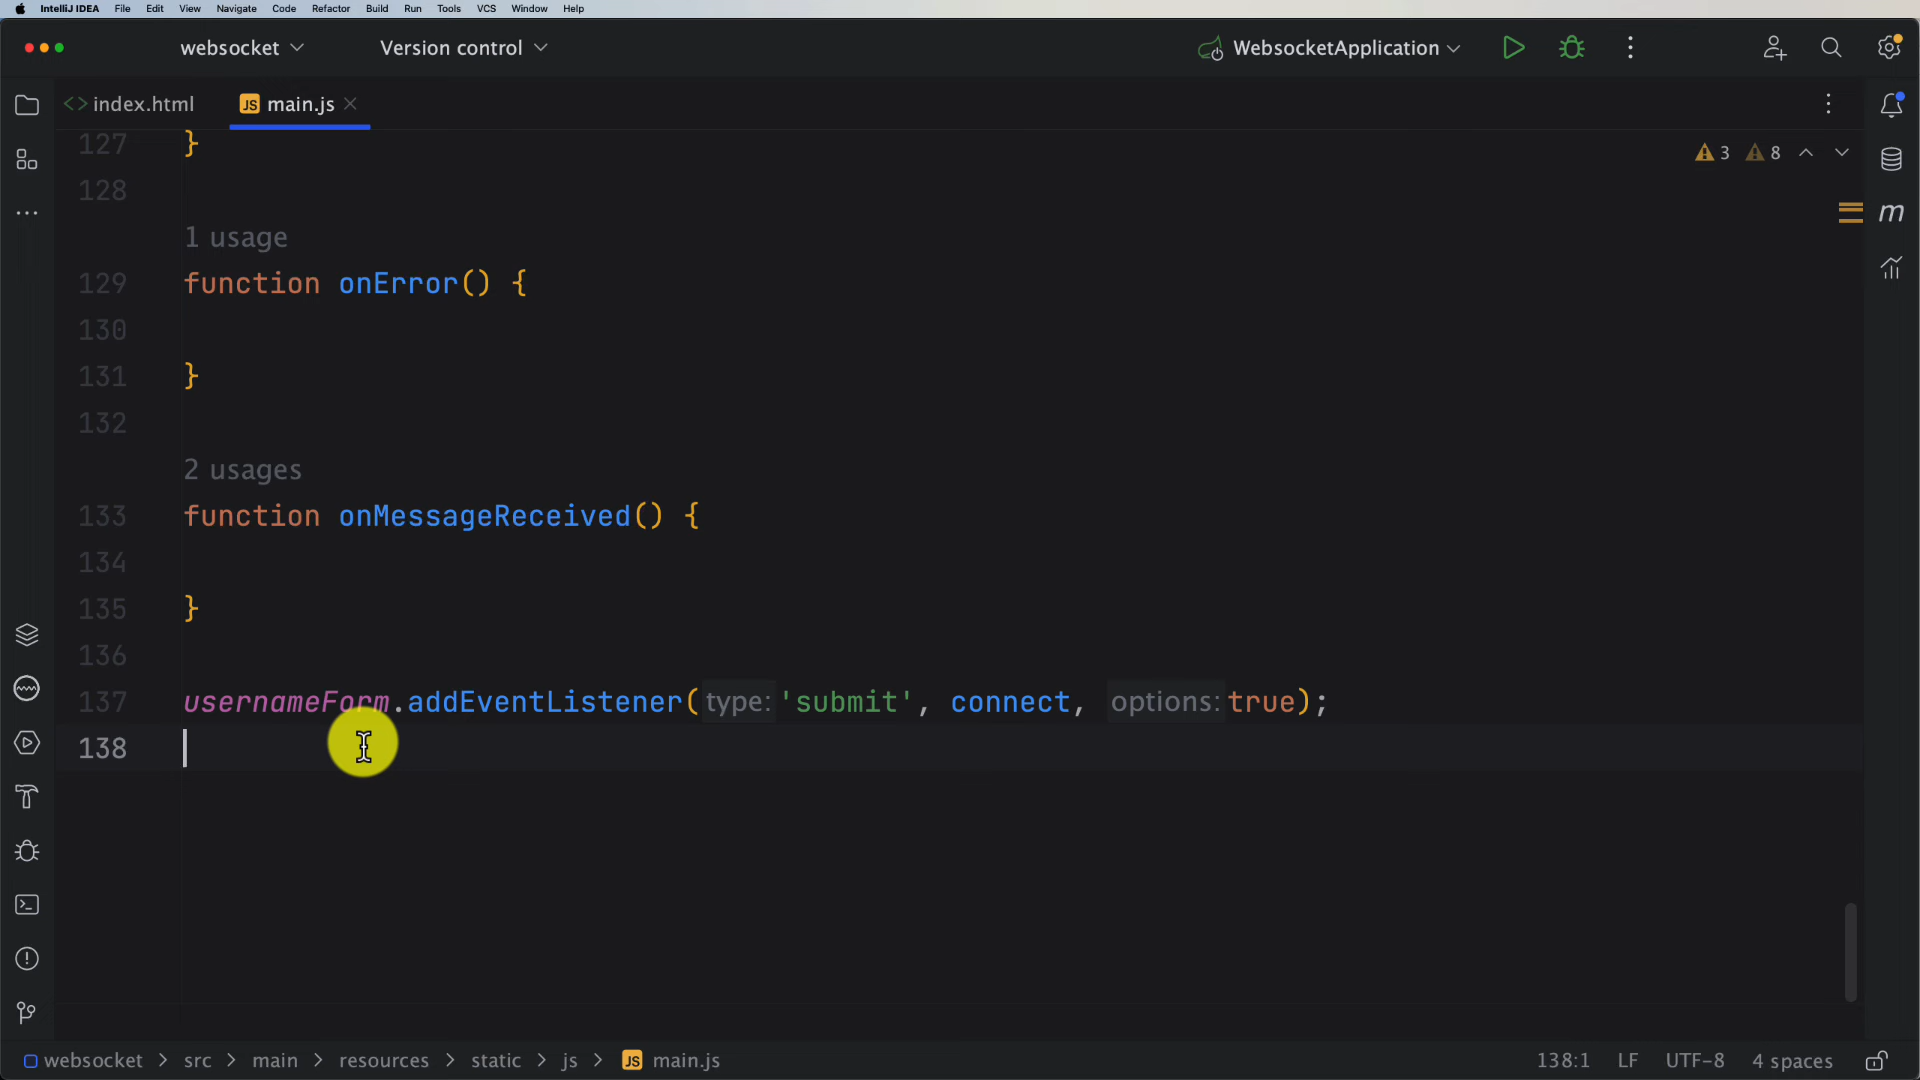 IntelliJ IDEA File Edit View Navigate Code Refactor Build Run Tools VCS Window Help
websocket Version control WebsocketApplication
<> index.html JS main.js
3 8
127 }
128
1 usage
129 function onError() {
130
131 }
132
2 usages
133 function onMessageReceived() {
134
135 }
136
137 usernameForm.addEventListener( type: 'submit', connect, options: true);
138
m
websocket > src > main > resources > static > js > JS main.js 138:1 LF UTF-8 4 spaces